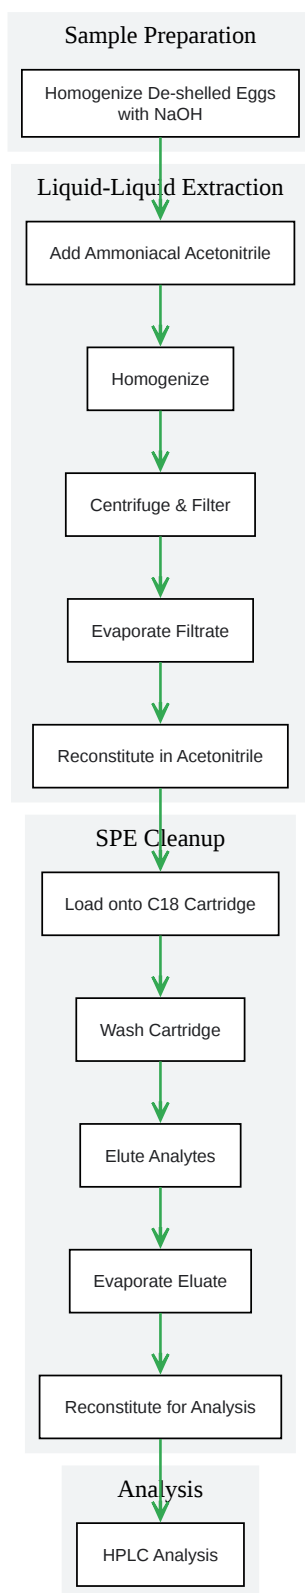 Sample Preparation
Homogenize De-shelled Eggs
with NaOH
Liquid-Liquid Extraction
Add Ammoniacal Acetonitrile
Homogenize
Centrifuge & Filter
Evaporate Filtrate
Reconstitute in Acetonitrile
SPE Cleanup
Load onto C18 Cartridge
Wash Cartridge
Elute Analytes
Evaporate Eluate
Reconstitute for Analysis
Analysis
HPLC Analysis